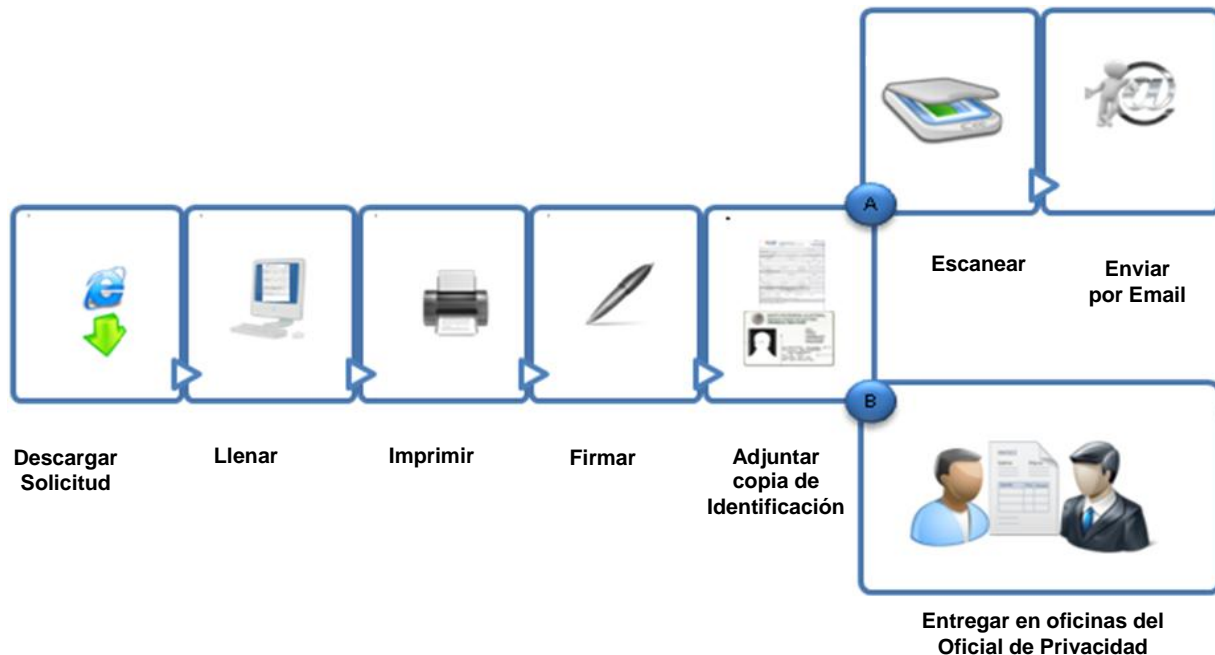 Descargar
Solicitud
Llenar
Imprimir
Firmar
Adjuntar
copia de
Identificación
A
Escanear
Enviar
por Email
B
Entregar en oficinas del
Oficial de Privacidad